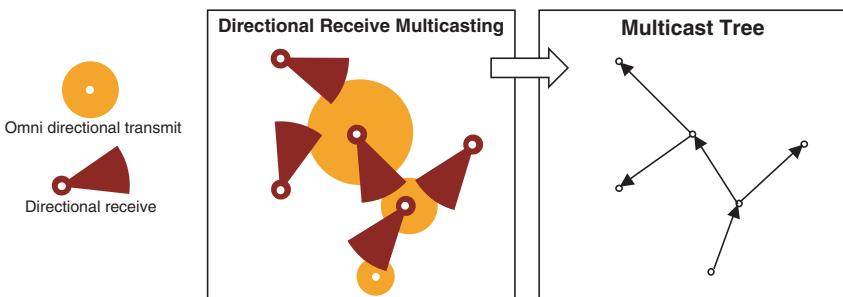 Directional Receive Multicasting
Multicast Tree
Omni directional transmit
Directional receive